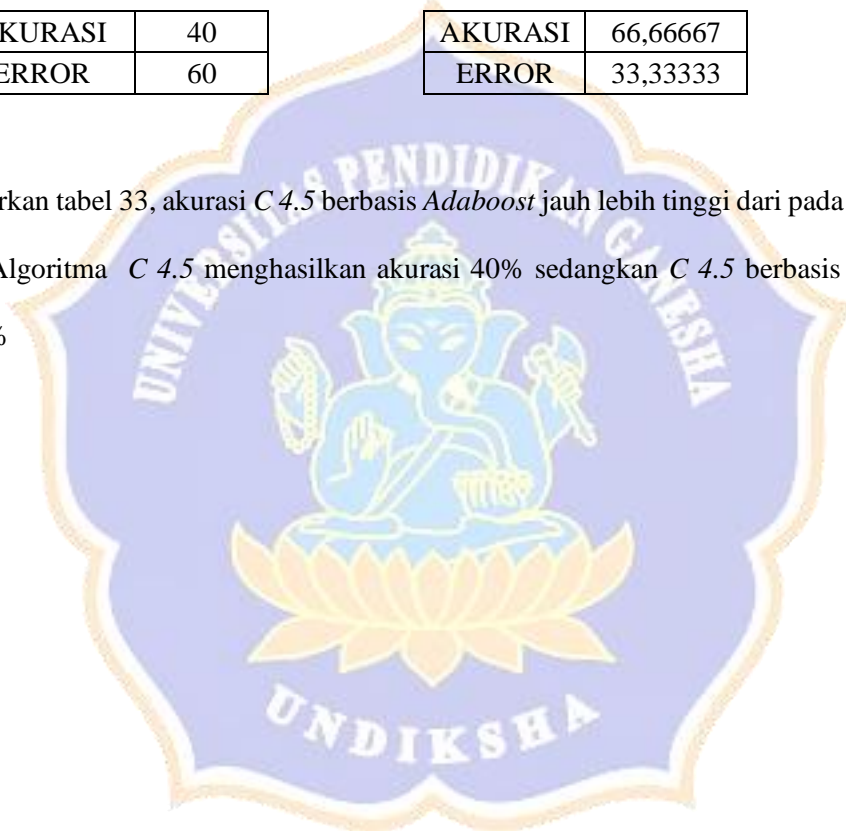 KURASI 40 AKURASI 66,66667
ERROR 60 ERROR 33,33333
rkan tabel 33, akurasi C 4.5 berbasis Adaboost jauh lebih tinggi dari pada
Algoritma C 4.5 menghasilkan akurasi 40% sedangkan C 4.5 berbasis
%
UNIVERSITAS PENDIDIKAN GANESHA
UNDIKSHA